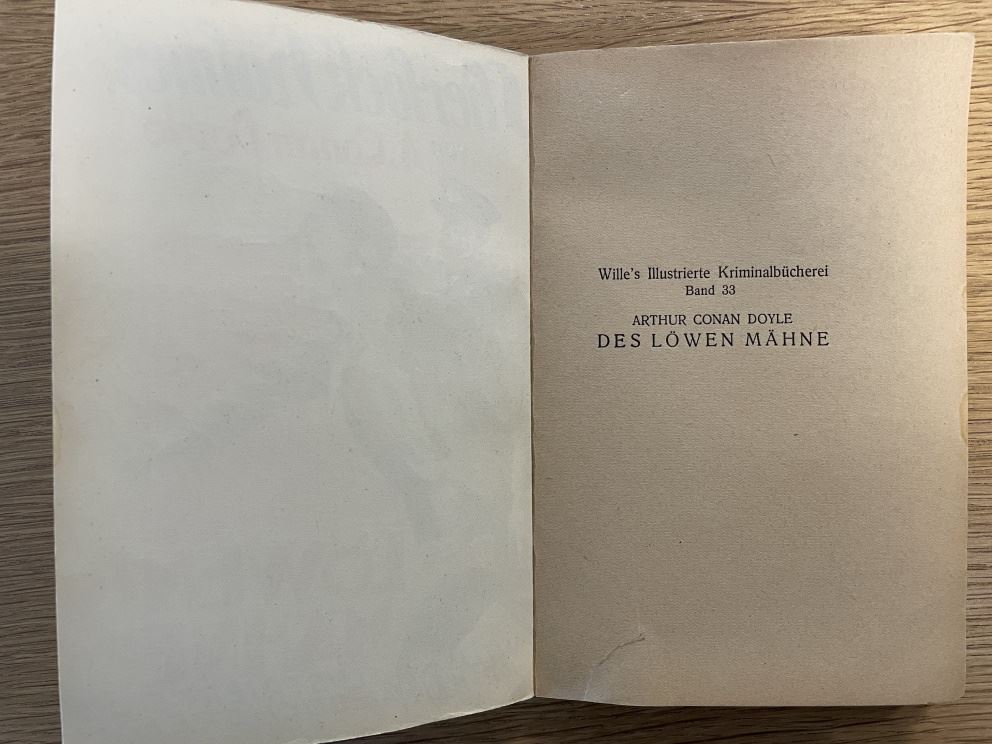 Wille's Illustrierte Kriminalbücherei
Band 33
ARTHUR CONAN DOYLE
DES LÖWEN MÄHNE